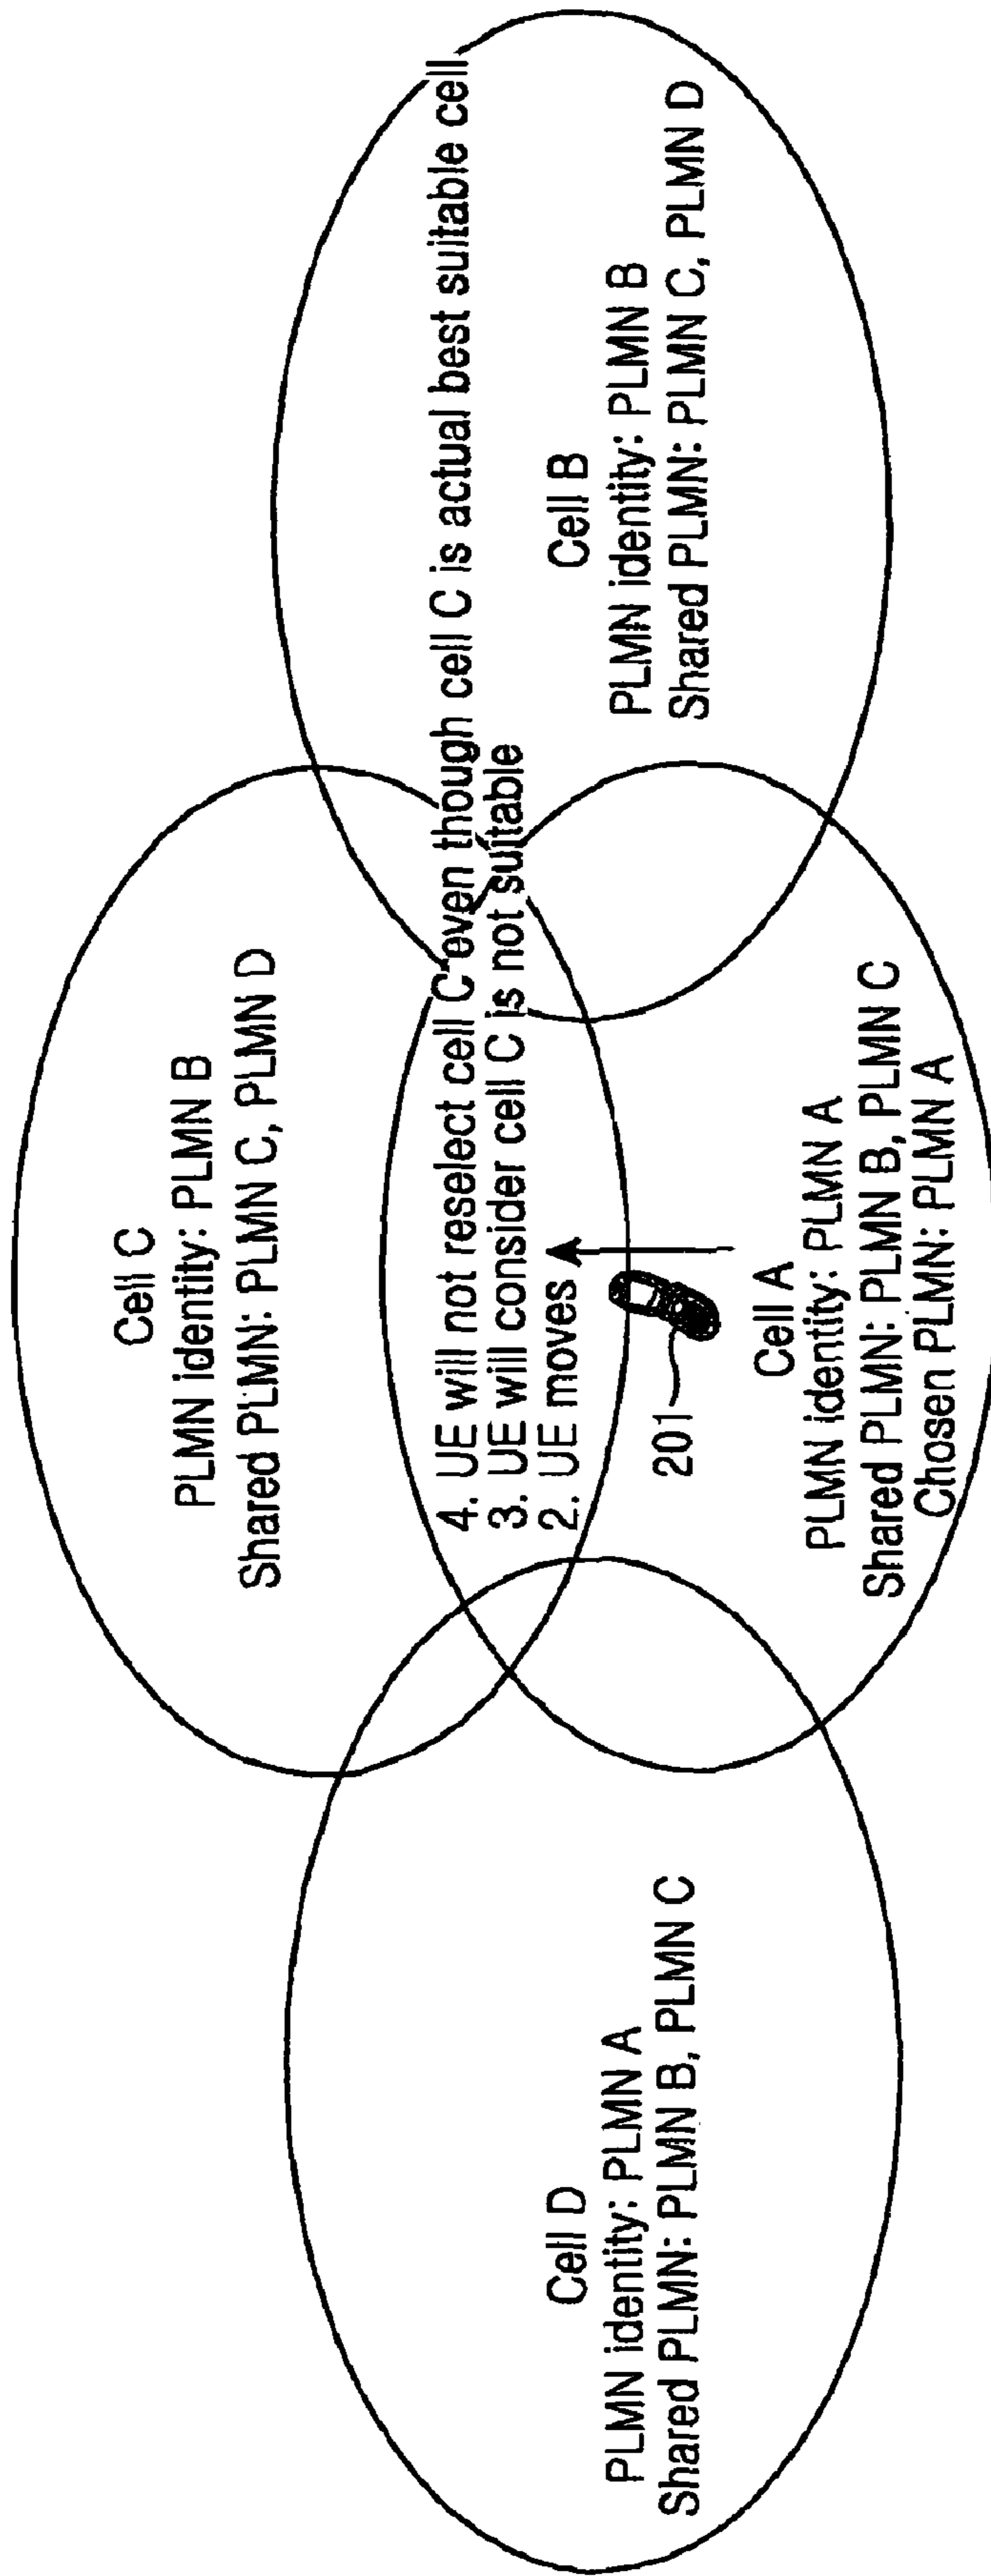 Cell C
PLMN identity: PLMN B
Shared PLMN: PLMN C, PLMN D
4. UE will not reselect cell C even though cell C is actual best suitable cell
3. UE will consider cell C is not suitable
2. UE moves
201
Cell D
PLMN identity: PLMN A
Shared PLMN: PLMN B, PLMN C
Cell B
PLMN identity: PLMN B
Shared PLMN: PLMN C, PLMN D
Cell A
PLMN identity: PLMN A
Shared PLMN: PLMN B, PLMN C
Chosen PLMN: PLMN A